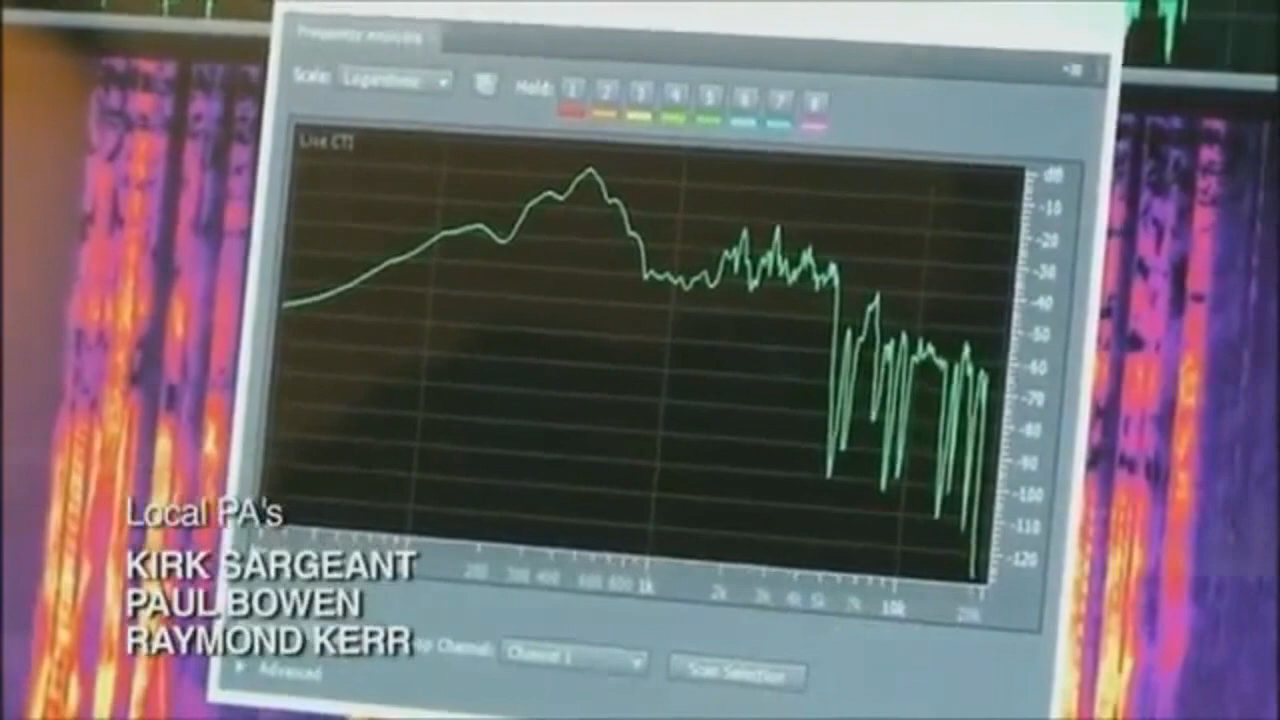 Frequency Analysis
Scale: Logarithmic Hold: 1 2 3 4 5 6 7 8
Live CTI
dB
-10
-20
-30
-40
-50
-60
-70
-80
-90
-100
-110
-120
200 300 400 600 800 1k 2k 3k 4k 5k 7k 10k 20k
Channel: Channel 1 Scan Selection
Advanced
Local PA's
KIRK SARGEANT
PAUL BOWEN
RAYMOND KERR